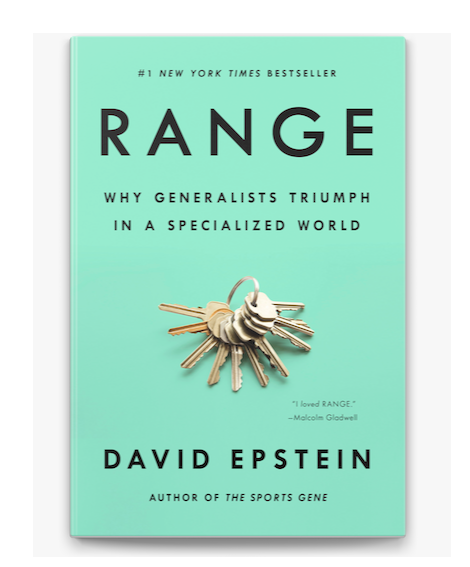 #1 NEW YORK TIMES BESTSELLER
RANGE
WHY GENERALISTS TRIUMPH
IN A SPECIALIZED WORLD
"I loved RANGE."
—Malcolm Gladwell
DAVID EPSTEIN
AUTHOR OF THE SPORTS GENE